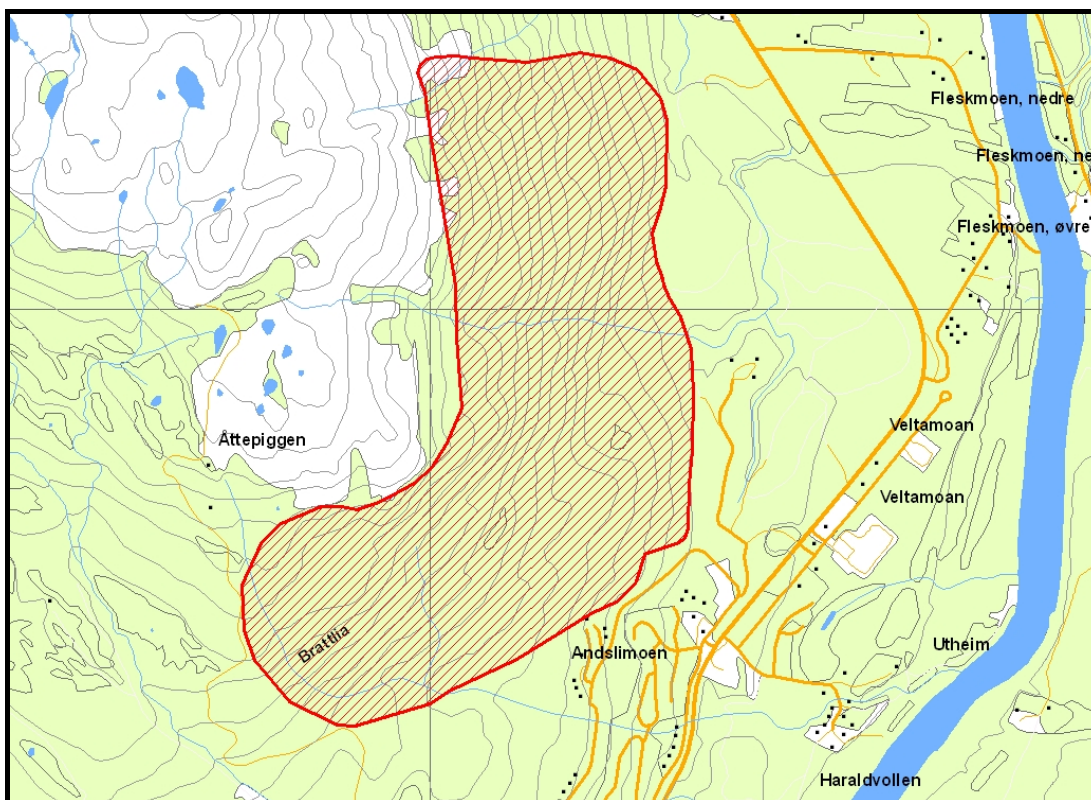 Fleskmoen, nedre
Fleskmoen, ne
Fleskmoen, øvre
Åttepiggen
Veltamoan
Veltamoan
Brattlia
Andslimoen
Utheim
Haraldvollen